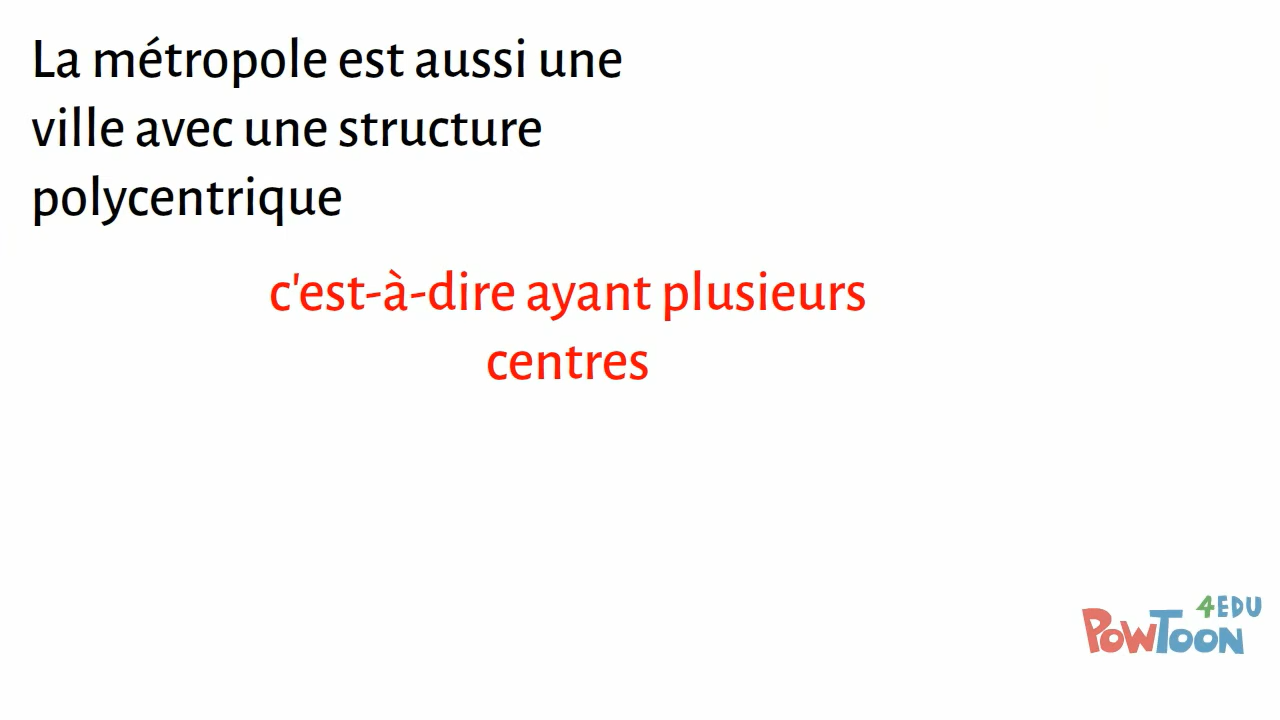 La métropole est aussi une
ville avec une structure
polycentrique
c'est-à-dire ayant plusieurs
centres
4EDU
POWTOON